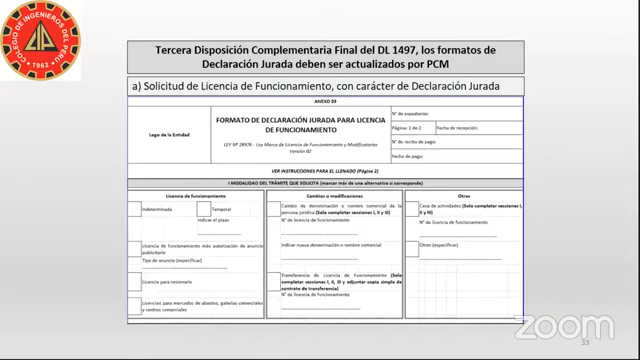 COLEGIO DE INGENIEROS DEL PERU
1962
Tercera Disposición Complementaria Final del DL 1497, los formatos de
Declaración Jurada deben ser actualizados por PCM
a) Solicitud de Licencia de Funcionamiento, con carácter de Declaración Jurada
ANEXO 03
Logo de la Entidad
FORMATO DE DECLARACIÓN JURADA PARA LICENCIA
DE FUNCIONAMIENTO
LEY Nº 28976 - Ley Marco de Licencia de Funcionamiento y Modificatorias
Versión 02
N° de expediente:
Página: 1 de 2
Fecha de recepción:
N° de recibo de pago:
Fecha de pago:
VER INSTRUCCIONES PARA EL LLENADO (Página 2)
I MODALIDAD DEL TRÁMITE QUE SOLICITA (marcar más de una alternativa si corresponde)
Licencia de funcionamiento
Indeterminada
Temporal
Indicar el plazo
Licencia de funcionamiento más autorización de anuncio
publicitario
Tipo de anuncio (especificar)
Licencia para cesionario
Licencias para mercados de abastos, galerías comerciales
y centros comerciales
Cambios o modificaciones
Cambio de denominación o nombre comercial de la
persona jurídica (Solo completar secciones I, II y III)
N° de licencia de funcionamiento
Indicar nueva denominación o nombre comercial
Transferencia de Licencia de Funcionamiento (Solo
completar secciones I, II, III y adjuntar copia simple de
contrato de transferencia)
N° de licencia de funcionamiento
Otros
Cese de actividades (Solo completar secciones I,
II y III)
N° de licencia de funcionamiento
Otros (especificar)
zoom
33